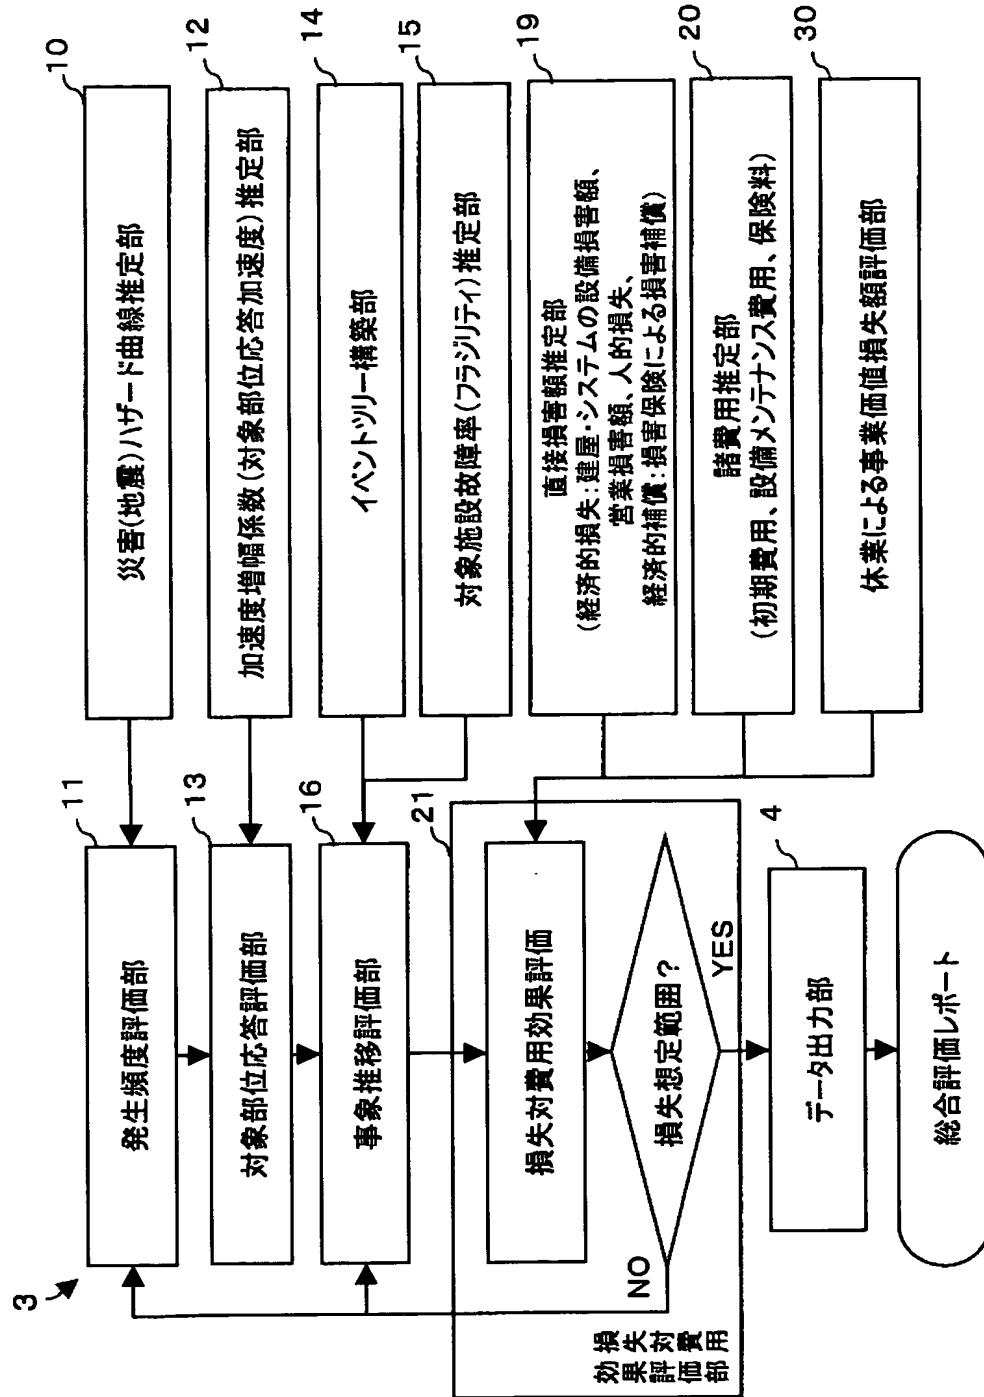 3
11
発生頻度評価部
10
災害(地震)ハザード曲線推定部
13
対象部位応答評価部
12
加速度増幅係数(対象部位応答加速度)推定部
16
事象推移評価部
14
イベントツリー構築部
15
対象施設故障率(フラジリティ)推定部
21
損失対費用効果評価
損失想定範囲?
NO
YES
損失対費用
効果評価部
19
直接損害額推定部
(経済的損失:建屋・システムの設備損害額、
営業損害額、人的損失、
経済的補償:損害保険による損害補償)
20
諸費用推定部
(初期費用、設備メンテナンス費用、保険料)
30
休業による事業価値損失額評価部
4
データ出力部
総合評価レポート